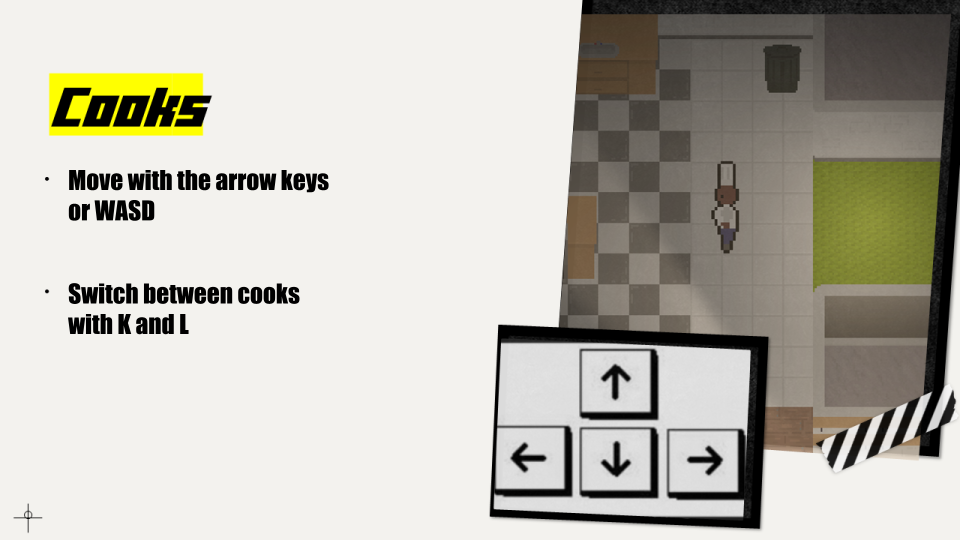 Cooks
· Move with the arrow keys
or WASD
· Switch between cooks
with K and L
↑
← ↓ →